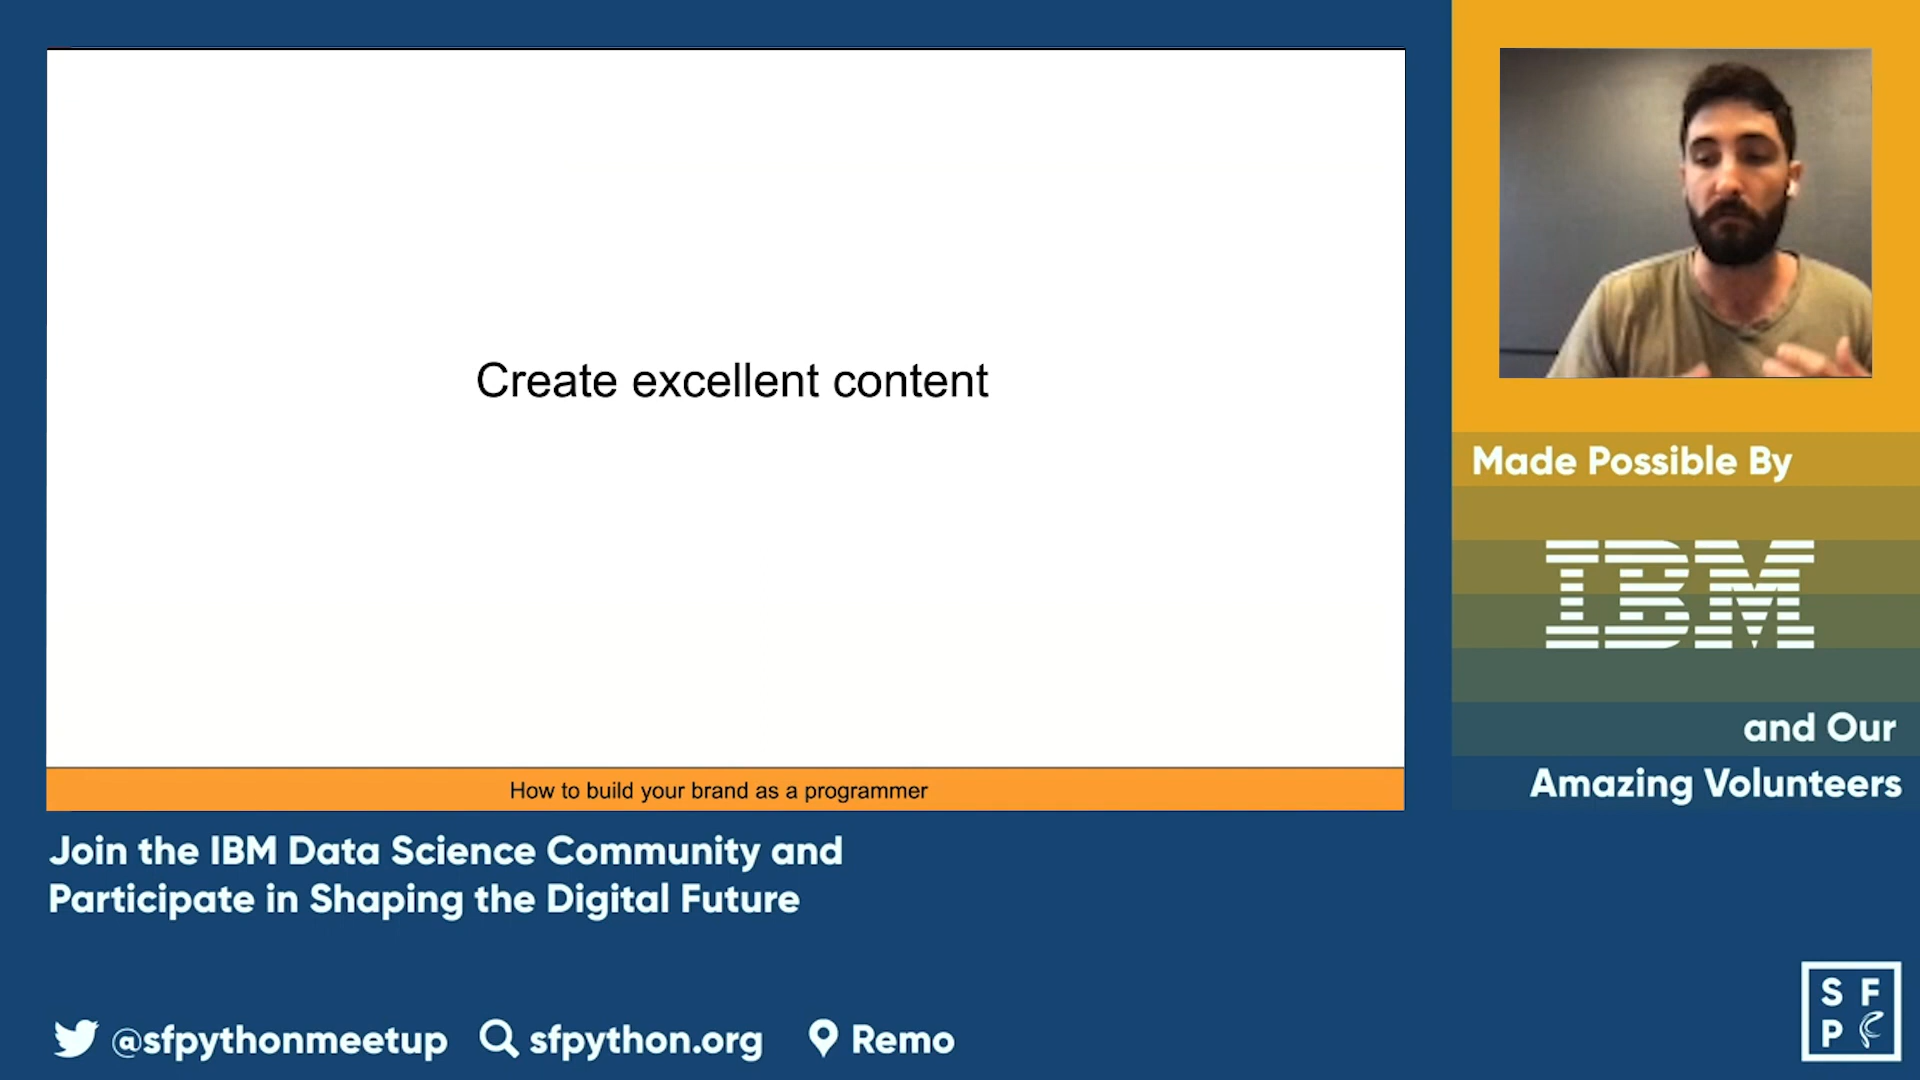 Create excellent content
How to build your brand as a programmer
Made Possible By
IBM
and Our
Amazing Volunteers
Join the IBM Data Science Community and
Participate in Shaping the Digital Future
@sfpythonmeetup
sfpython.org
Remo
S F
P